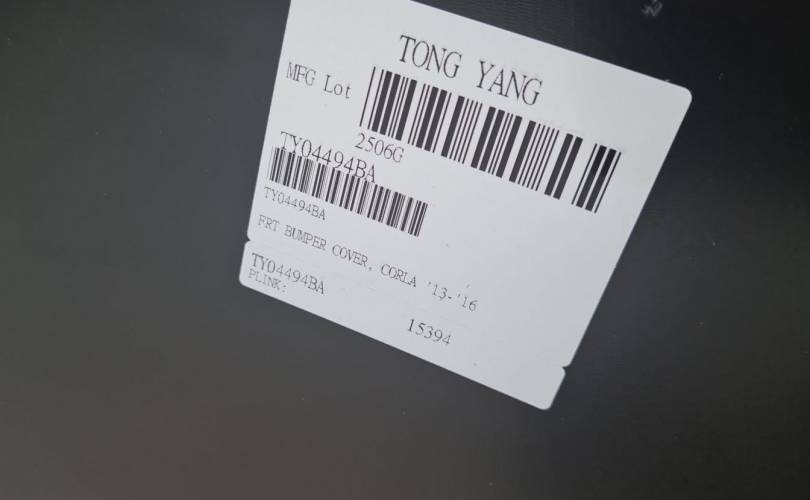 TONG YANG
MFG Lot
2506G
TY04494BA
TY04494BA
FRT BUMPER COVER, CORLA '13-'16
TY04494BA
PLINK:
15394